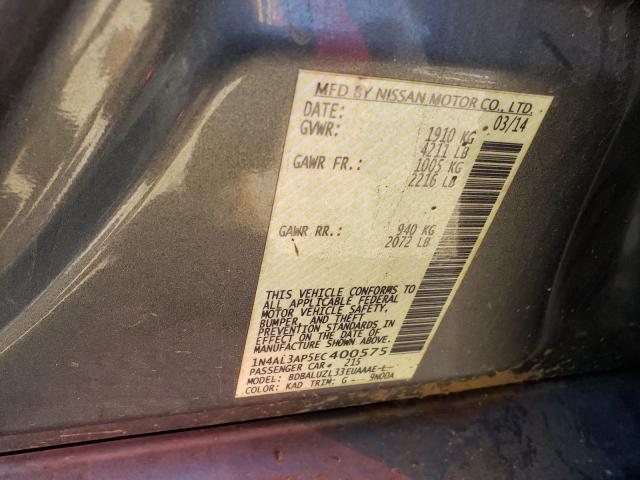 MFD BY NISSAN MOTOR CO., LTD.
DATE: 03/14
GVWR: 1910 KG
4211 LB
GAWR FR.: 1005 KG
2216 LB
GAWR RR.: 940 KG
2072 LB
THIS VEHICLE CONFORMS TO
ALL APPLICABLE FEDERAL
MOTOR VEHICLE SAFETY,
BUMPER, AND THEFT
PREVENTION STANDARDS IN
EFFECT ON THE DATE OF
MANUFACTURE SHOWN ABOVE.
1N4AL3AP5EC400575
PASSENGER CAR 215
MODEL: BDBALUZL33EUAAAE-L
COLOR: KAD TRIM: G 9NODA